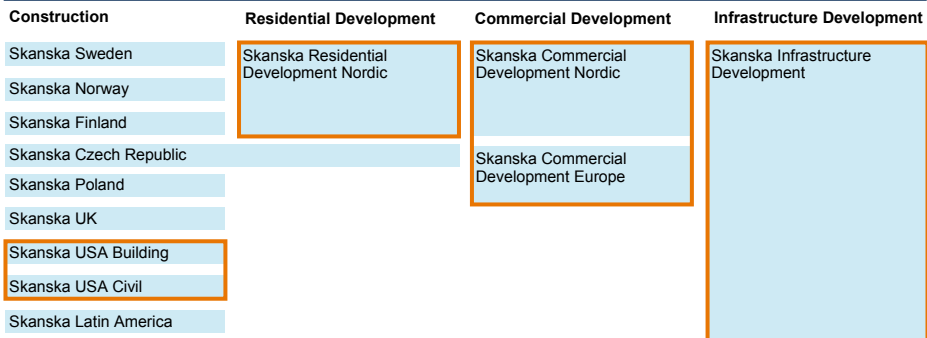 Construction
Residential Development
Commercial Development
Infrastructure Development
Skanska Sweden
Skanska Norway
Skanska Finland
Skanska Czech Republic
Skanska Poland
Skanska UK
Skanska USA Building
Skanska USA Civil
Skanska Latin America
Skanska Residential
Development Nordic
Skanska Commercial
Development Nordic
Skanska Commercial
Development Europe
Skanska Infrastructure
Development